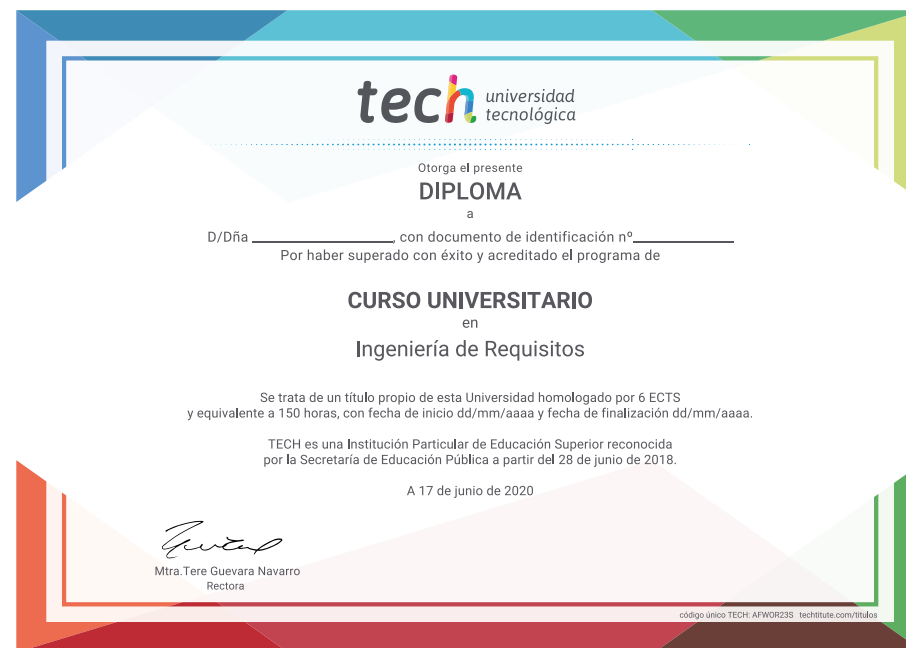 tech universidad
tecnológica
Otorga el presente
DIPLOMA
a
D/Dña ____________________, con documento de identificación nº______________
Por haber superado con éxito y acreditado el programa de
CURSO UNIVERSITARIO
en
Ingeniería de Requisitos
Se trata de un título propio de esta Universidad homologado por 6 ECTS
y equivalente a 150 horas, con fecha de inicio dd/mm/aaaa y fecha de finalización dd/mm/aaaa.
TECH es una Institución Particular de Educación Superior reconocida
por la Secretaría de Educación Pública a partir del 28 de junio de 2018.
A 17 de junio de 2020
Mtra.Tere Guevara Navarro
Rectora
código único TECH: AFWOR23S techtitute.com/titulos